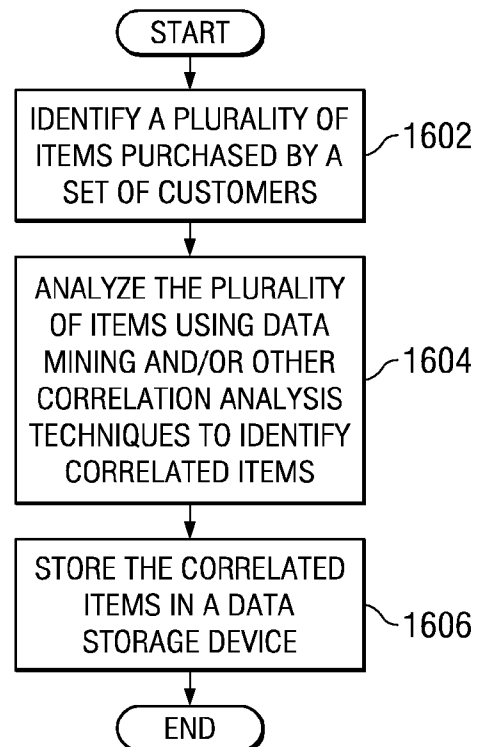 START
IDENTIFY A PLURALITY OF
ITEMS PURCHASED BY A
SET OF CUSTOMERS
1602
ANALYZE THE PLURALITY
OF ITEMS USING DATA
MINING AND/OR OTHER
CORRELATION ANALYSIS
TECHNIQUES TO IDENTIFY
CORRELATED ITEMS
1604
STORE THE CORRELATED
ITEMS IN A DATA
STORAGE DEVICE
1606
END